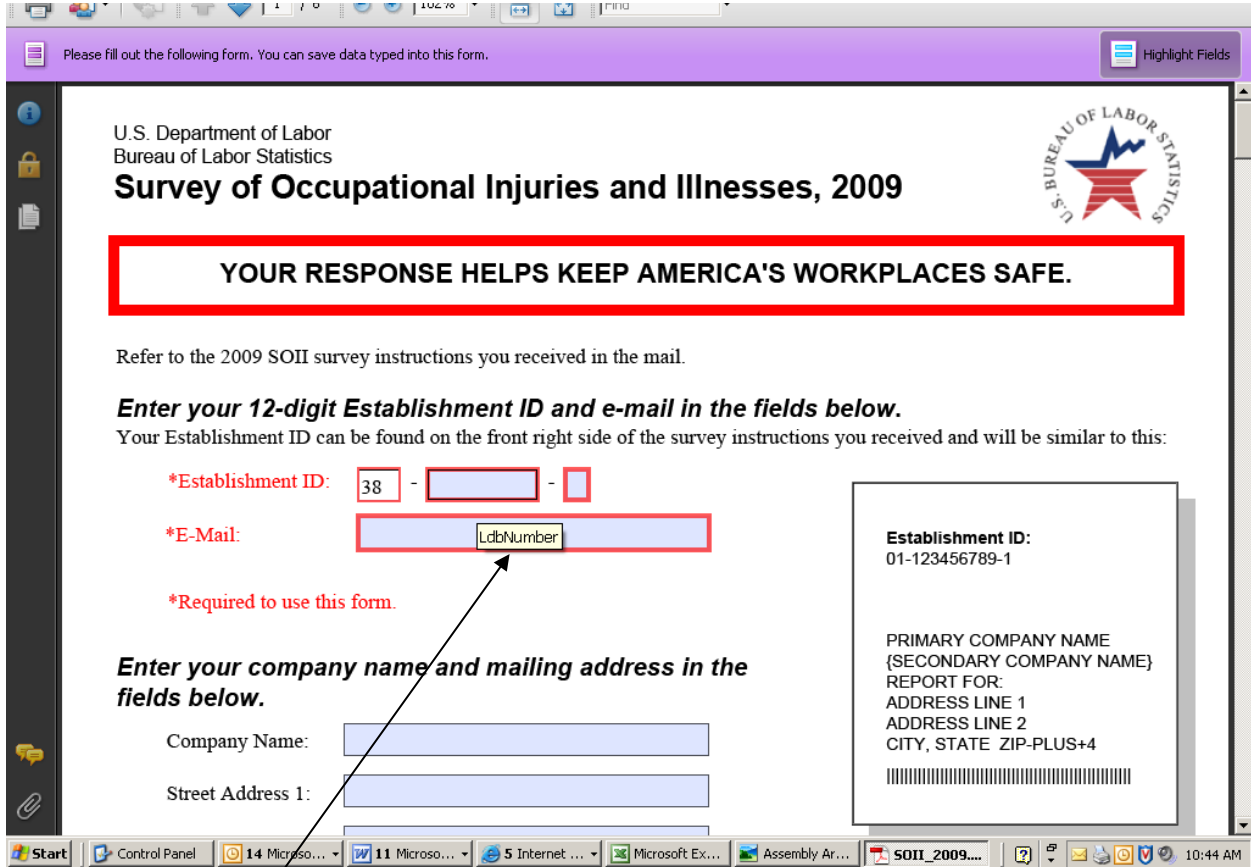 1 / 6
102%
Find
Please fill out the following form. You can save data typed into this form.
Highlight Fields
U.S. Department of Labor
Bureau of Labor Statistics
Survey of Occupational Injuries and Illnesses, 2009
U.S. BUREAU OF LABOR STATISTICS
YOUR RESPONSE HELPS KEEP AMERICA'S WORKPLACES SAFE.
Refer to the 2009 SOII survey instructions you received in the mail.
Enter your 12-digit Establishment ID and e-mail in the fields below.
Your Establishment ID can be found on the front right side of the survey instructions you received and will be similar to this:
*Establishment ID: 38 - -
*E-Mail:
LdbNumber
*Required to use this form.
Establishment ID:
01-123456789-1
PRIMARY COMPANY NAME
{SECONDARY COMPANY NAME}
REPORT FOR:
ADDRESS LINE 1
ADDRESS LINE 2
CITY, STATE ZIP-PLUS+4
Enter your company name and mailing address in the
fields below.
Company Name:
Street Address 1:
Start
Control Panel
14 Microso...
11 Microso...
5 Internet ...
Microsoft Ex...
Assembly Ar...
SOII_2009....
10:44 AM